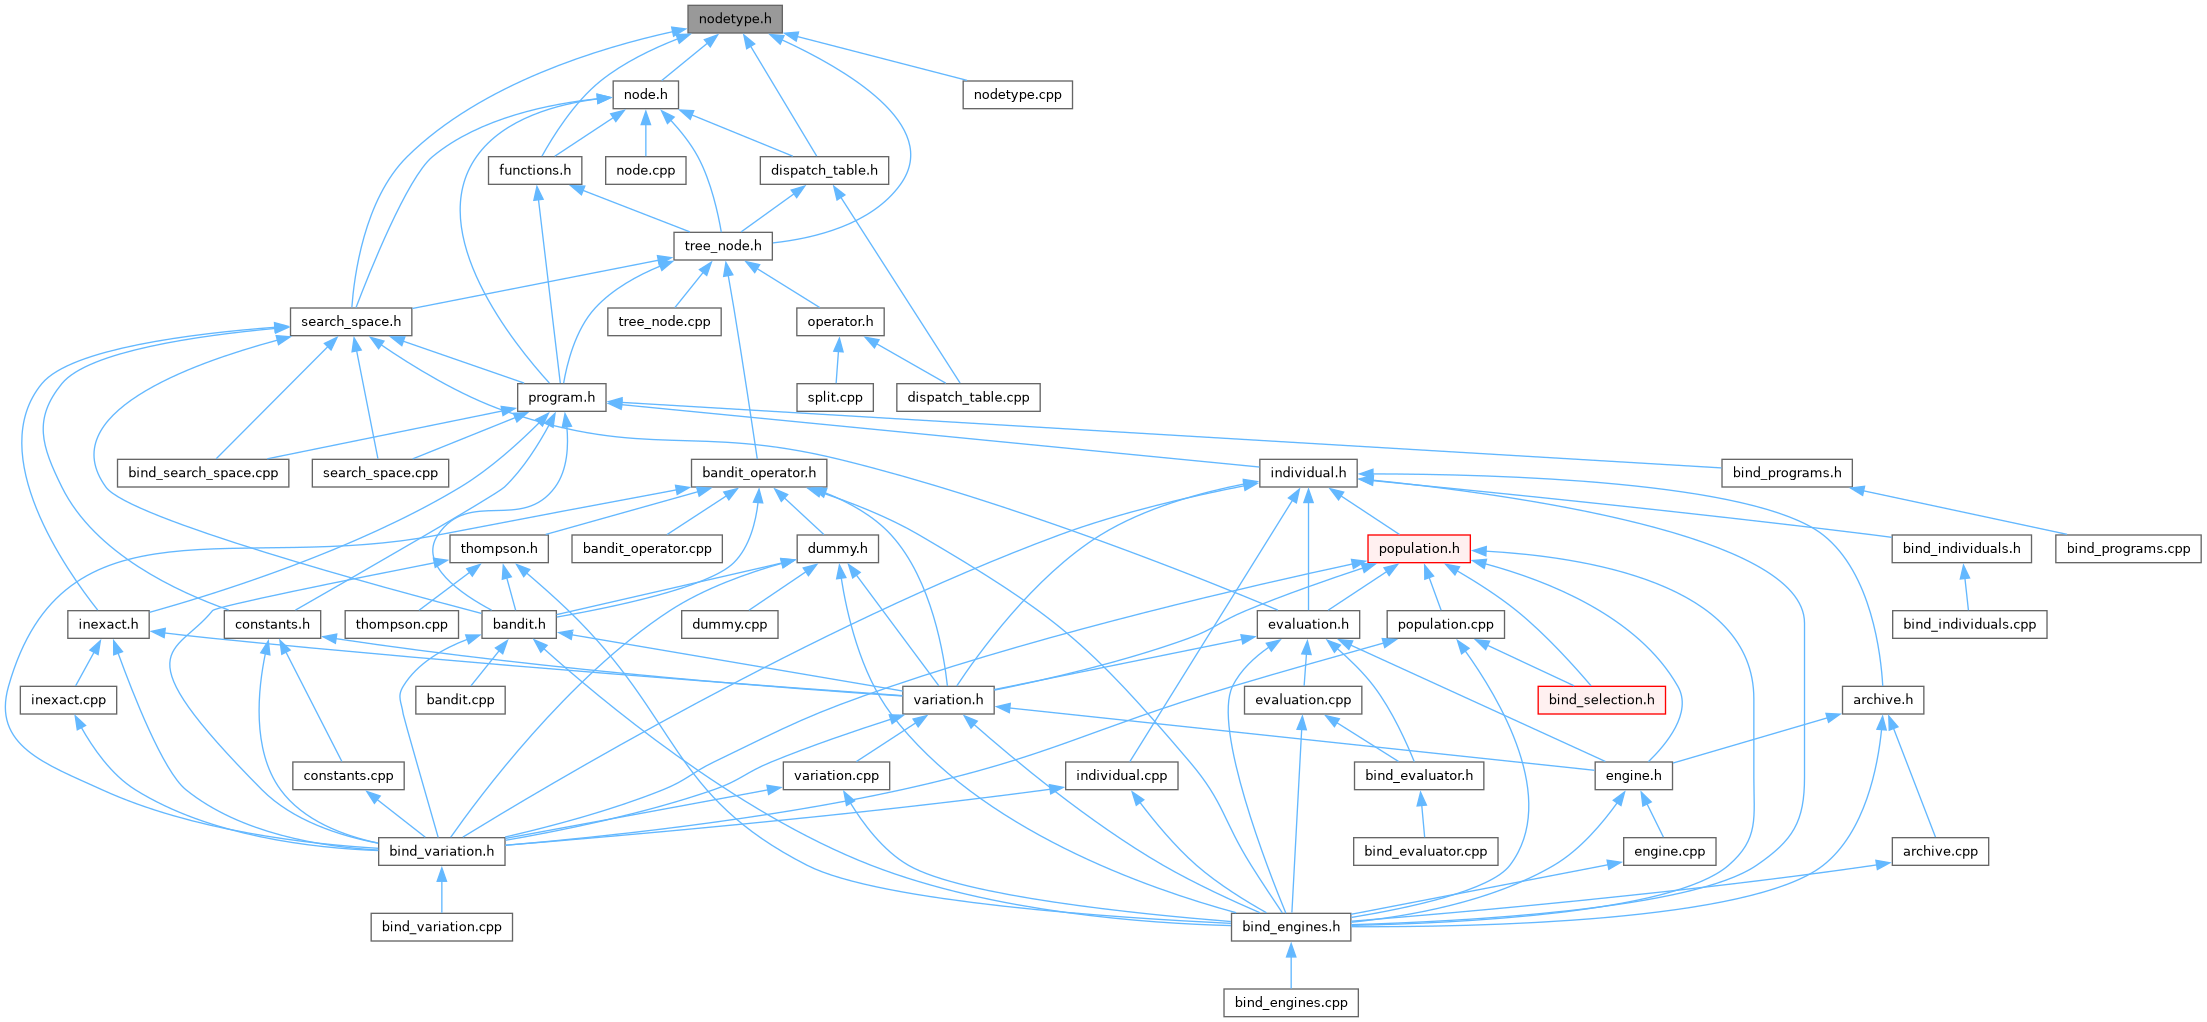 nodetype.h
node.h
nodetype.cpp
functions.h
node.cpp
dispatch_table.h
tree_node.h
search_space.h
tree_node.cpp
operator.h
program.h
split.cpp
dispatch_table.cpp
bind_search_space.cpp
search_space.cpp
bandit_operator.h
individual.h
bind_programs.h
thompson.h
bandit_operator.cpp
dummy.h
population.h
bind_individuals.h
bind_programs.cpp
inexact.h
constants.h
thompson.cpp
bandit.h
dummy.cpp
evaluation.h
population.cpp
bind_individuals.cpp
inexact.cpp
bandit.cpp
variation.h
evaluation.cpp
bind_selection.h
archive.h
constants.cpp
variation.cpp
individual.cpp
bind_evaluator.h
engine.h
bind_variation.h
bind_evaluator.cpp
engine.cpp
archive.cpp
bind_variation.cpp
bind_engines.h
bind_engines.cpp